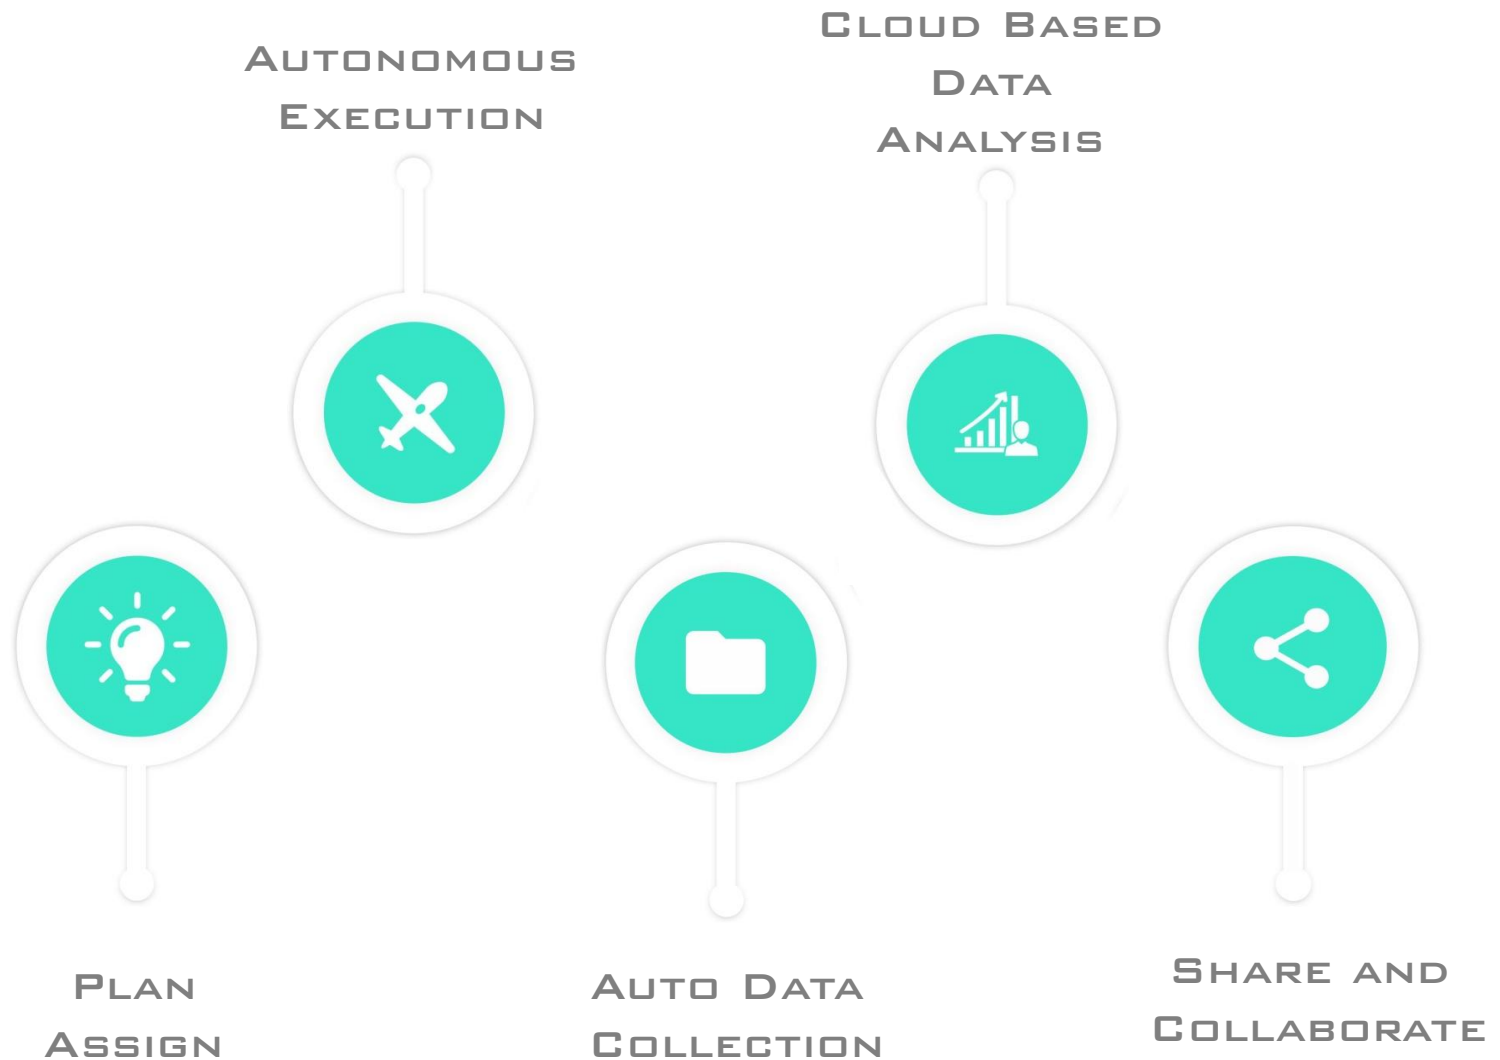 Plan
Assign
Autonomous
Execution
Auto Data
Collection
Cloud Based
Data
Analysis
Share and
Collaborate